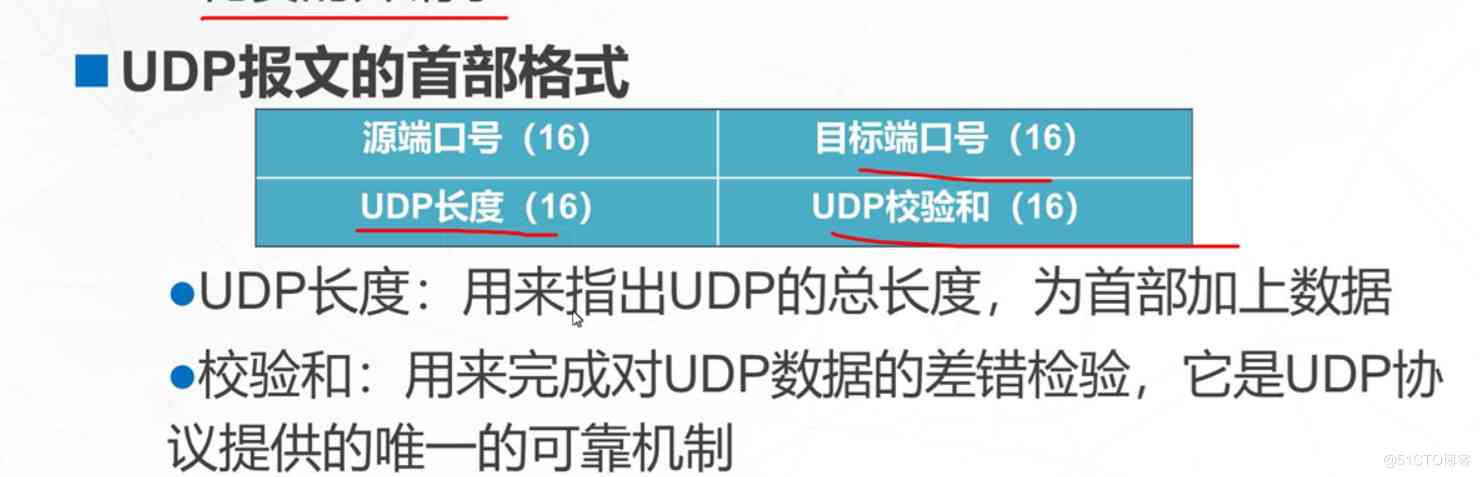 UDP报文的首部格式
源端口号（16） 目标端口号（16）
UDP长度（16） UDP校验和（16）
UDP长度：用来指出UDP的总长度，为首部加上数据
校验和：用来完成对UDP数据的差错检验，它是UDP协
议提供的唯一的可靠机制
@51CTO博客